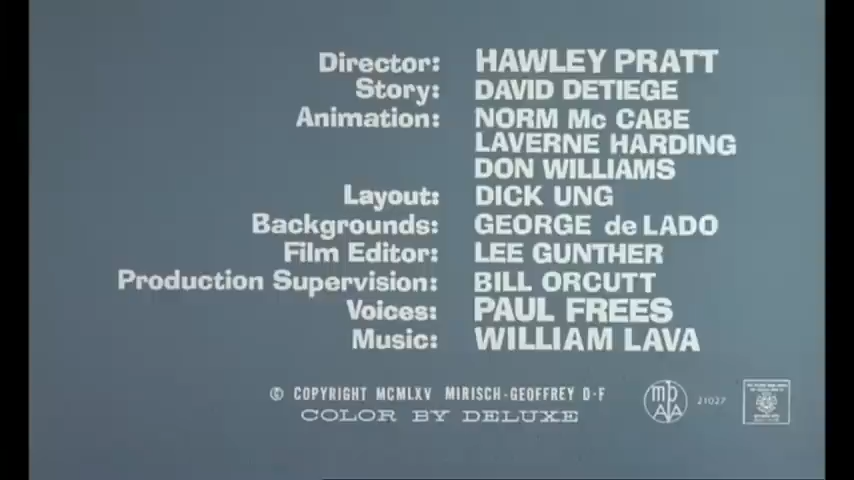 Director: HAWLEY PRATT
Story: DAVID DETIEGE
Animation: NORM Mc CABE
LAVERNE HARDING
DON WILLIAMS
Layout: DICK UNG
Backgrounds: GEORGE de LADO
Film Editor: LEE GUNTHER
Production Supervision: BILL ORCUTT
Voices: PAUL FREES
Music: WILLIAM LAVA
© COPYRIGHT MCMLXV MIRISCH-GEOFFREY D-F
COLOR BY DELUXE
mpAA
21027